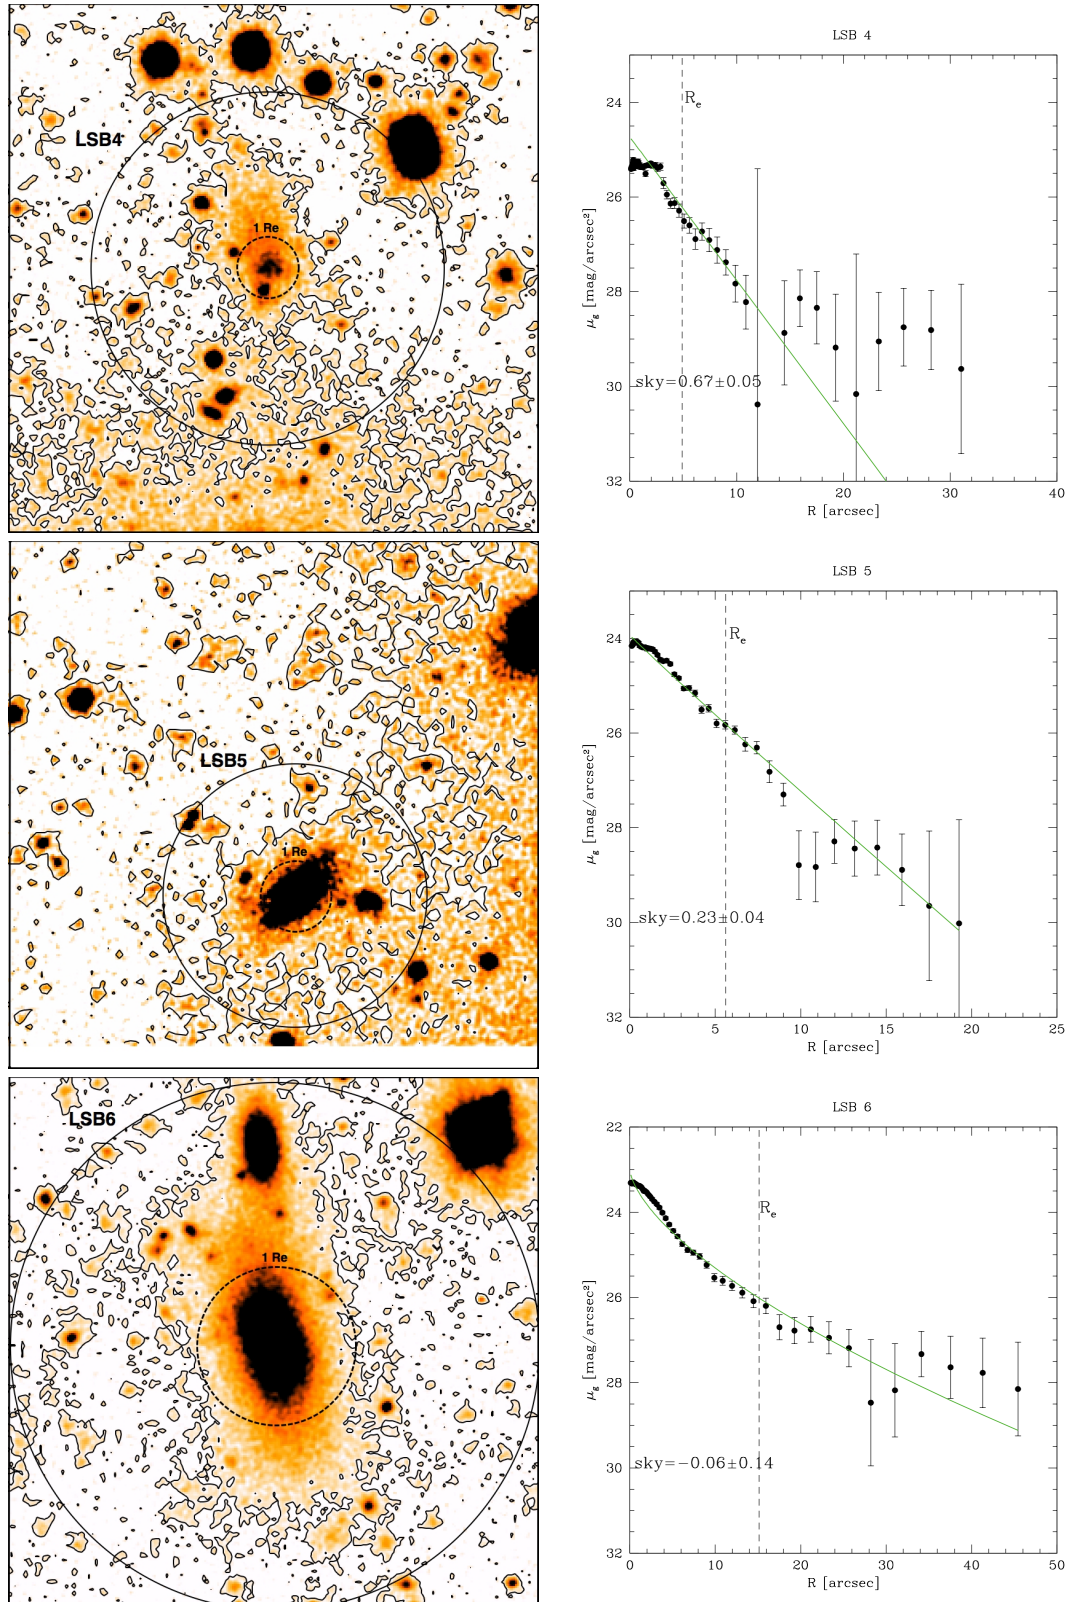 LSB4
1 Re
LSB 4
24
26
28
30
32
μg [mag/arcsec²]
Re
sky=0.67±0.05
0
10
20
30
40
R [arcsec]
LSB5
1 Re
LSB 5
24
26
28
30
32
μg [mag/arcsec²]
Re
sky=0.23±0.04
0
5
10
15
20
25
R [arcsec]
LSB6
1 Re
LSB 6
22
24
26
28
30
32
μg [mag/arcsec²]
Re
sky=−0.06±0.14
0
10
20
30
40
50
R [arcsec]